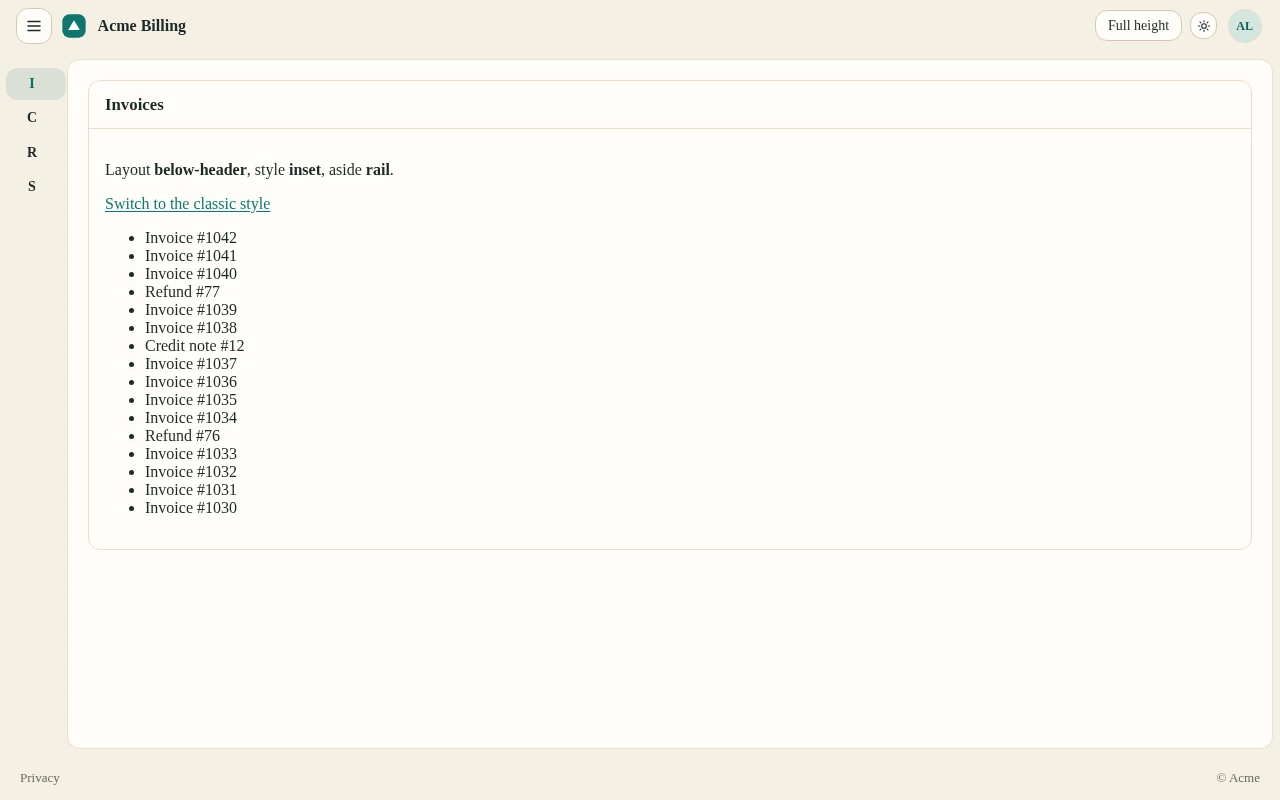 Acme Billing
Full height
AL
I
C
R
S
Invoices
Layout below-header, style inset, aside rail.
Switch to the classic style
Invoice #1042
Invoice #1041
Invoice #1040
Refund #77
Invoice #1039
Invoice #1038
Credit note #12
Invoice #1037
Invoice #1036
Invoice #1035
Invoice #1034
Refund #76
Invoice #1033
Invoice #1032
Invoice #1031
Invoice #1030
Privacy
© Acme